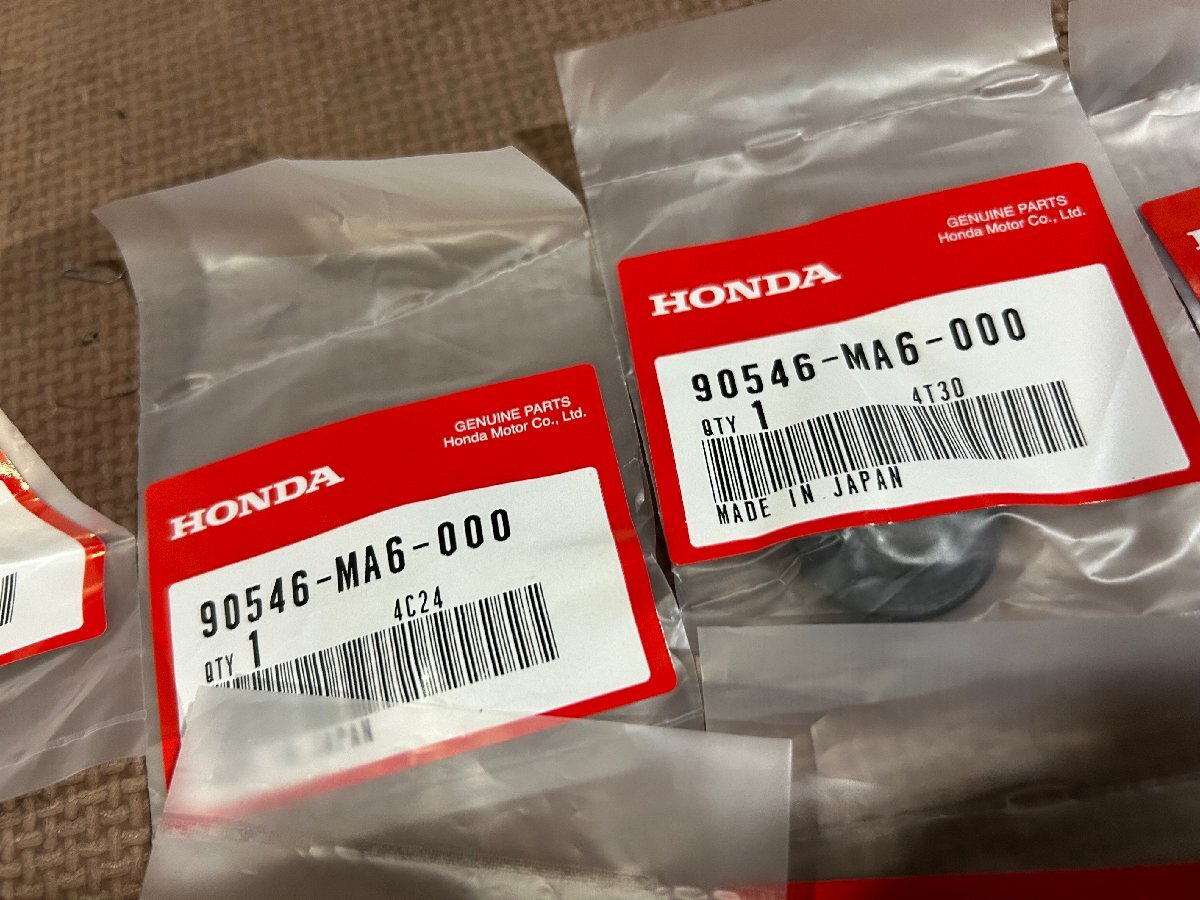 HONDA
GENUINE PARTS
Honda Motor Co., Ltd.
90546-MA6-000
4C24
QTY 1
JAPAN
HONDA
GENUINE PARTS
Honda Motor Co., Ltd.
90546-MA6-000
4T30
QTY 1
MADE IN JAPAN